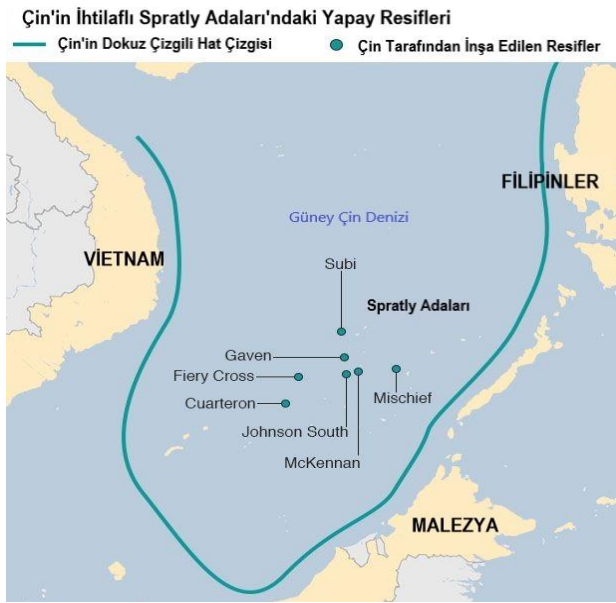 Çin'in İhtilaflı Spratly Adaları'ndaki Yapay Resifleri
Çin'in Dokuz Çizgili Hat Çizgisi
Çin Tarafından İnşa Edilen Resifler
FİLİPİNLER
Güney Çin Denizi
VİETNAM
Subi
Spratly Adaları
Gaven
Fiery Cross
Mischief
Cuarteron
Johnson South
McKennan
MALEZYA